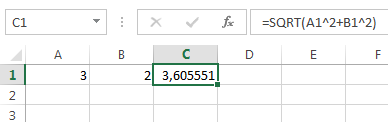 C1 fx =SQRT(A1^2+B1^2)
A B C D E F
1 3 2 3,605551
2
3